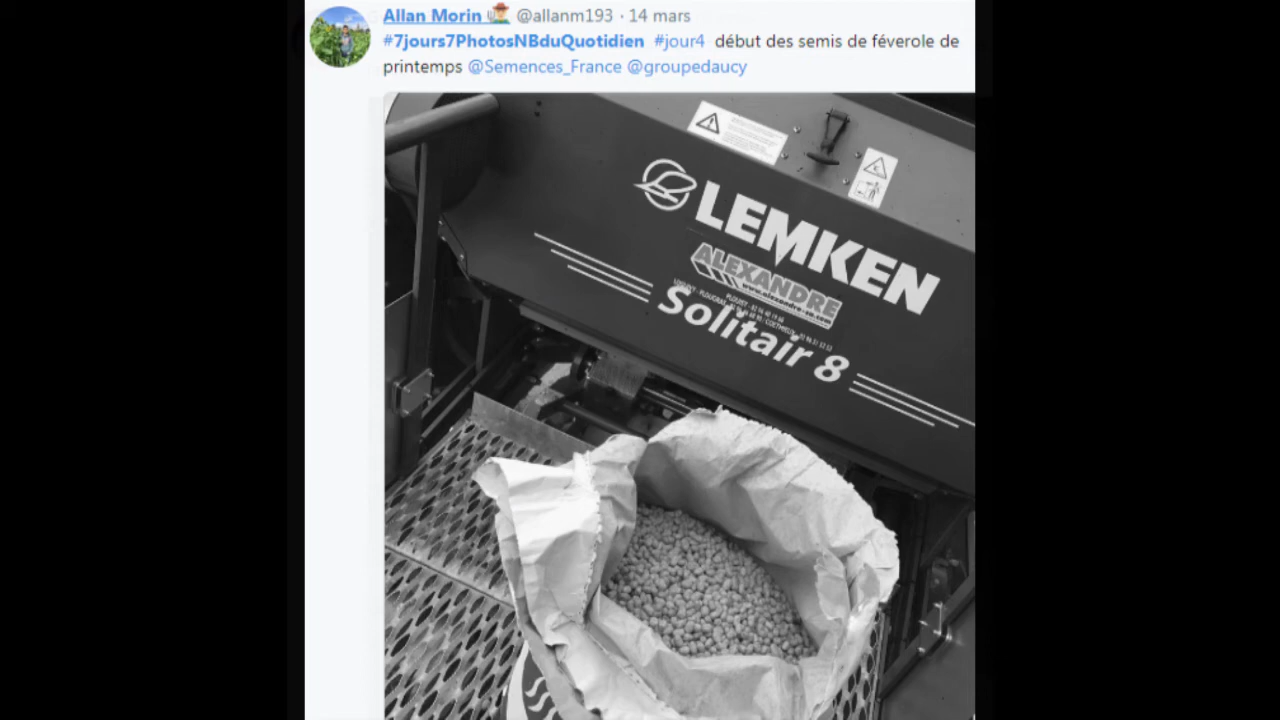 Allan Morin @allanm193 · 14 mars
#7jours7PhotosNBduQuotidien #jour4 début des semis de féverole de
printemps @Semences_France @groupedaucy
LEMKEN
ALEXANDRE
Solitair 8